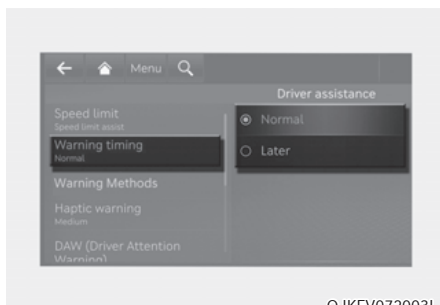 Menu
Driver assistance
Speed limit
Speed limit assist
Warning timing
Normal
Warning Methods
Haptic warning
Medium
DAW (Driver Attention
Warning)
Normal
Later